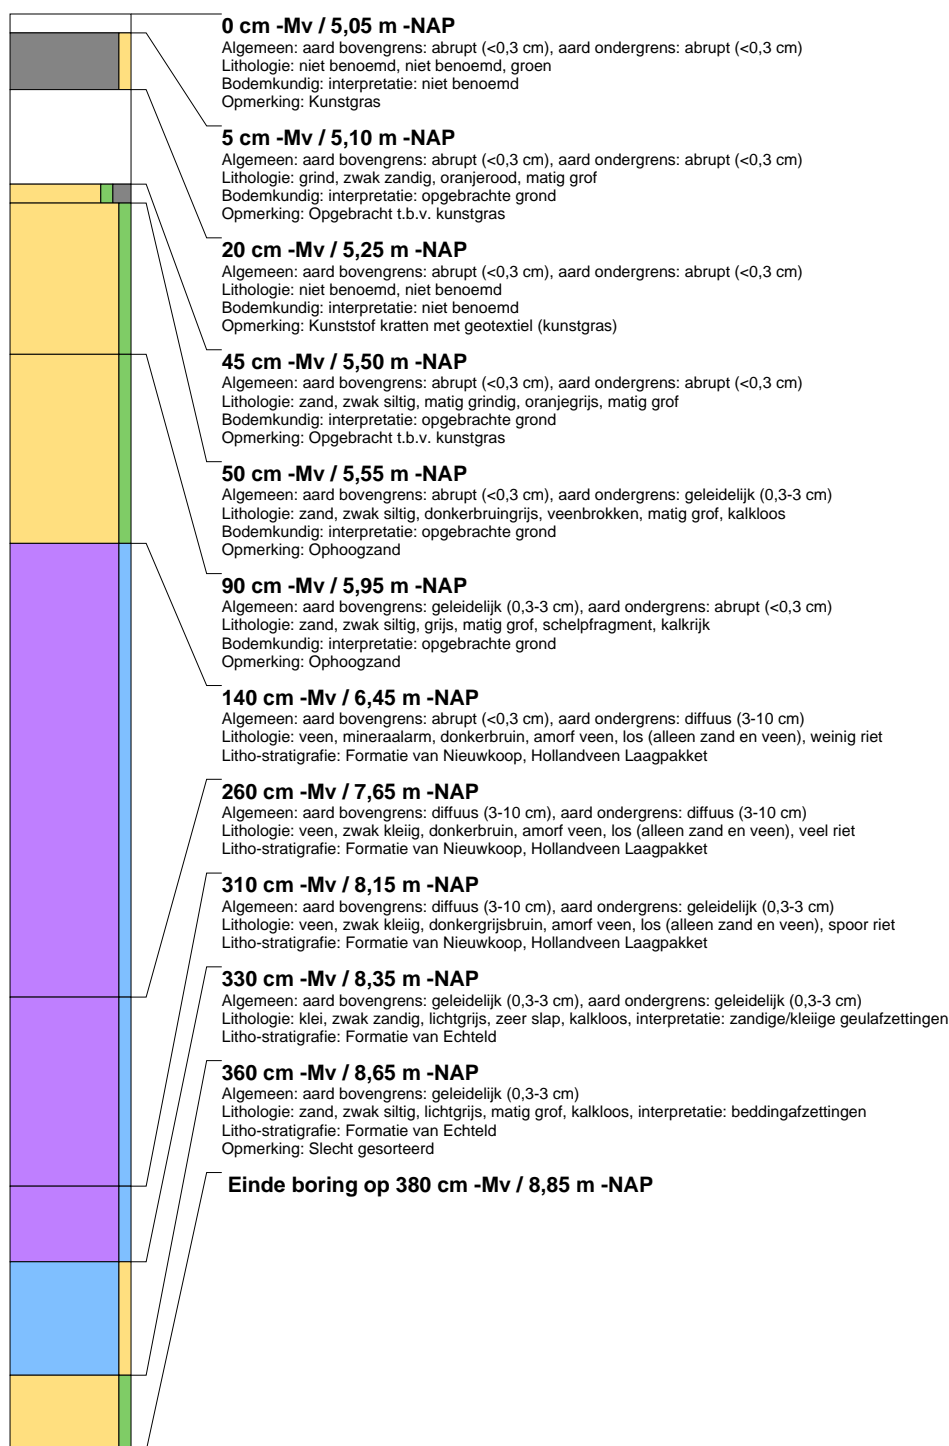 0 cm -Mv / 5,05 m -NAP
Algemeen: aard bovengrens: abrupt (<0,3 cm), aard ondergrens: abrupt (<0,3 cm)
Lithologie: niet benoemd, niet benoemd, groen
Bodemkundig: interpretatie: niet benoemd
Opmerking: Kunstgras
5 cm -Mv / 5,10 m -NAP
Algemeen: aard bovengrens: abrupt (<0,3 cm), aard ondergrens: abrupt (<0,3 cm)
Lithologie: grind, zwak zandig, oranjerood, matig grof
Bodemkundig: interpretatie: opgebrachte grond
Opmerking: Opgebracht t.b.v. kunstgras
20 cm -Mv / 5,25 m -NAP
Algemeen: aard bovengrens: abrupt (<0,3 cm), aard ondergrens: abrupt (<0,3 cm)
Lithologie: niet benoemd, niet benoemd
Bodemkundig: interpretatie: niet benoemd
Opmerking: Kunststof kratten met geotextiel (kunstgras)
45 cm -Mv / 5,50 m -NAP
Algemeen: aard bovengrens: abrupt (<0,3 cm), aard ondergrens: abrupt (<0,3 cm)
Lithologie: zand, zwak siltig, matig grindig, oranjegrijs, matig grof
Bodemkundig: interpretatie: opgebrachte grond
Opmerking: Opgebracht t.b.v. kunstgras
50 cm -Mv / 5,55 m -NAP
Algemeen: aard bovengrens: abrupt (<0,3 cm), aard ondergrens: geleidelijk (0,3-3 cm)
Lithologie: zand, zwak siltig, donkerbruingrijs, veenbrokken, matig grof, kalkloos
Bodemkundig: interpretatie: opgebrachte grond
Opmerking: Ophoogzand
90 cm -Mv / 5,95 m -NAP
Algemeen: aard bovengrens: geleidelijk (0,3-3 cm), aard ondergrens: abrupt (<0,3 cm)
Lithologie: zand, zwak siltig, grijs, matig grof, schelpfragment, kalkrijk
Bodemkundig: interpretatie: opgebrachte grond
Opmerking: Ophoogzand
140 cm -Mv / 6,45 m -NAP
Algemeen: aard bovengrens: abrupt (<0,3 cm), aard ondergrens: diffuus (3-10 cm)
Lithologie: veen, mineraalarm, donkerbruin, amorf veen, los (alleen zand en veen), weinig riet
Litho-stratigrafie: Formatie van Nieuwkoop, Hollandveen Laagpakket
260 cm -Mv / 7,65 m -NAP
Algemeen: aard bovengrens: diffuus (3-10 cm), aard ondergrens: diffuus (3-10 cm)
Lithologie: veen, zwak kleiig, donkerbruin, amorf veen, los (alleen zand en veen), veel riet
Litho-stratigrafie: Formatie van Nieuwkoop, Hollandveen Laagpakket
310 cm -Mv / 8,15 m -NAP
Algemeen: aard bovengrens: diffuus (3-10 cm), aard ondergrens: geleidelijk (0,3-3 cm)
Lithologie: veen, zwak kleiig, donkergrijsbruin, amorf veen, los (alleen zand en veen), spoor riet
Litho-stratigrafie: Formatie van Nieuwkoop, Hollandveen Laagpakket
330 cm -Mv / 8,35 m -NAP
Algemeen: aard bovengrens: geleidelijk (0,3-3 cm), aard ondergrens: geleidelijk (0,3-3 cm)
Lithologie: klei, zwak zandig, lichtgrijs, zeer slap, kalkloos, interpretatie: zandige/kleiige geulafzettingen
Litho-stratigrafie: Formatie van Echteld
360 cm -Mv / 8,65 m -NAP
Algemeen: aard bovengrens: geleidelijk (0,3-3 cm)
Lithologie: zand, zwak siltig, lichtgrijs, matig grof, kalkloos, interpretatie: beddingafzettingen
Litho-stratigrafie: Formatie van Echteld
Opmerking: Slecht gesorteerd
Einde boring op 380 cm -Mv / 8,85 m -NAP